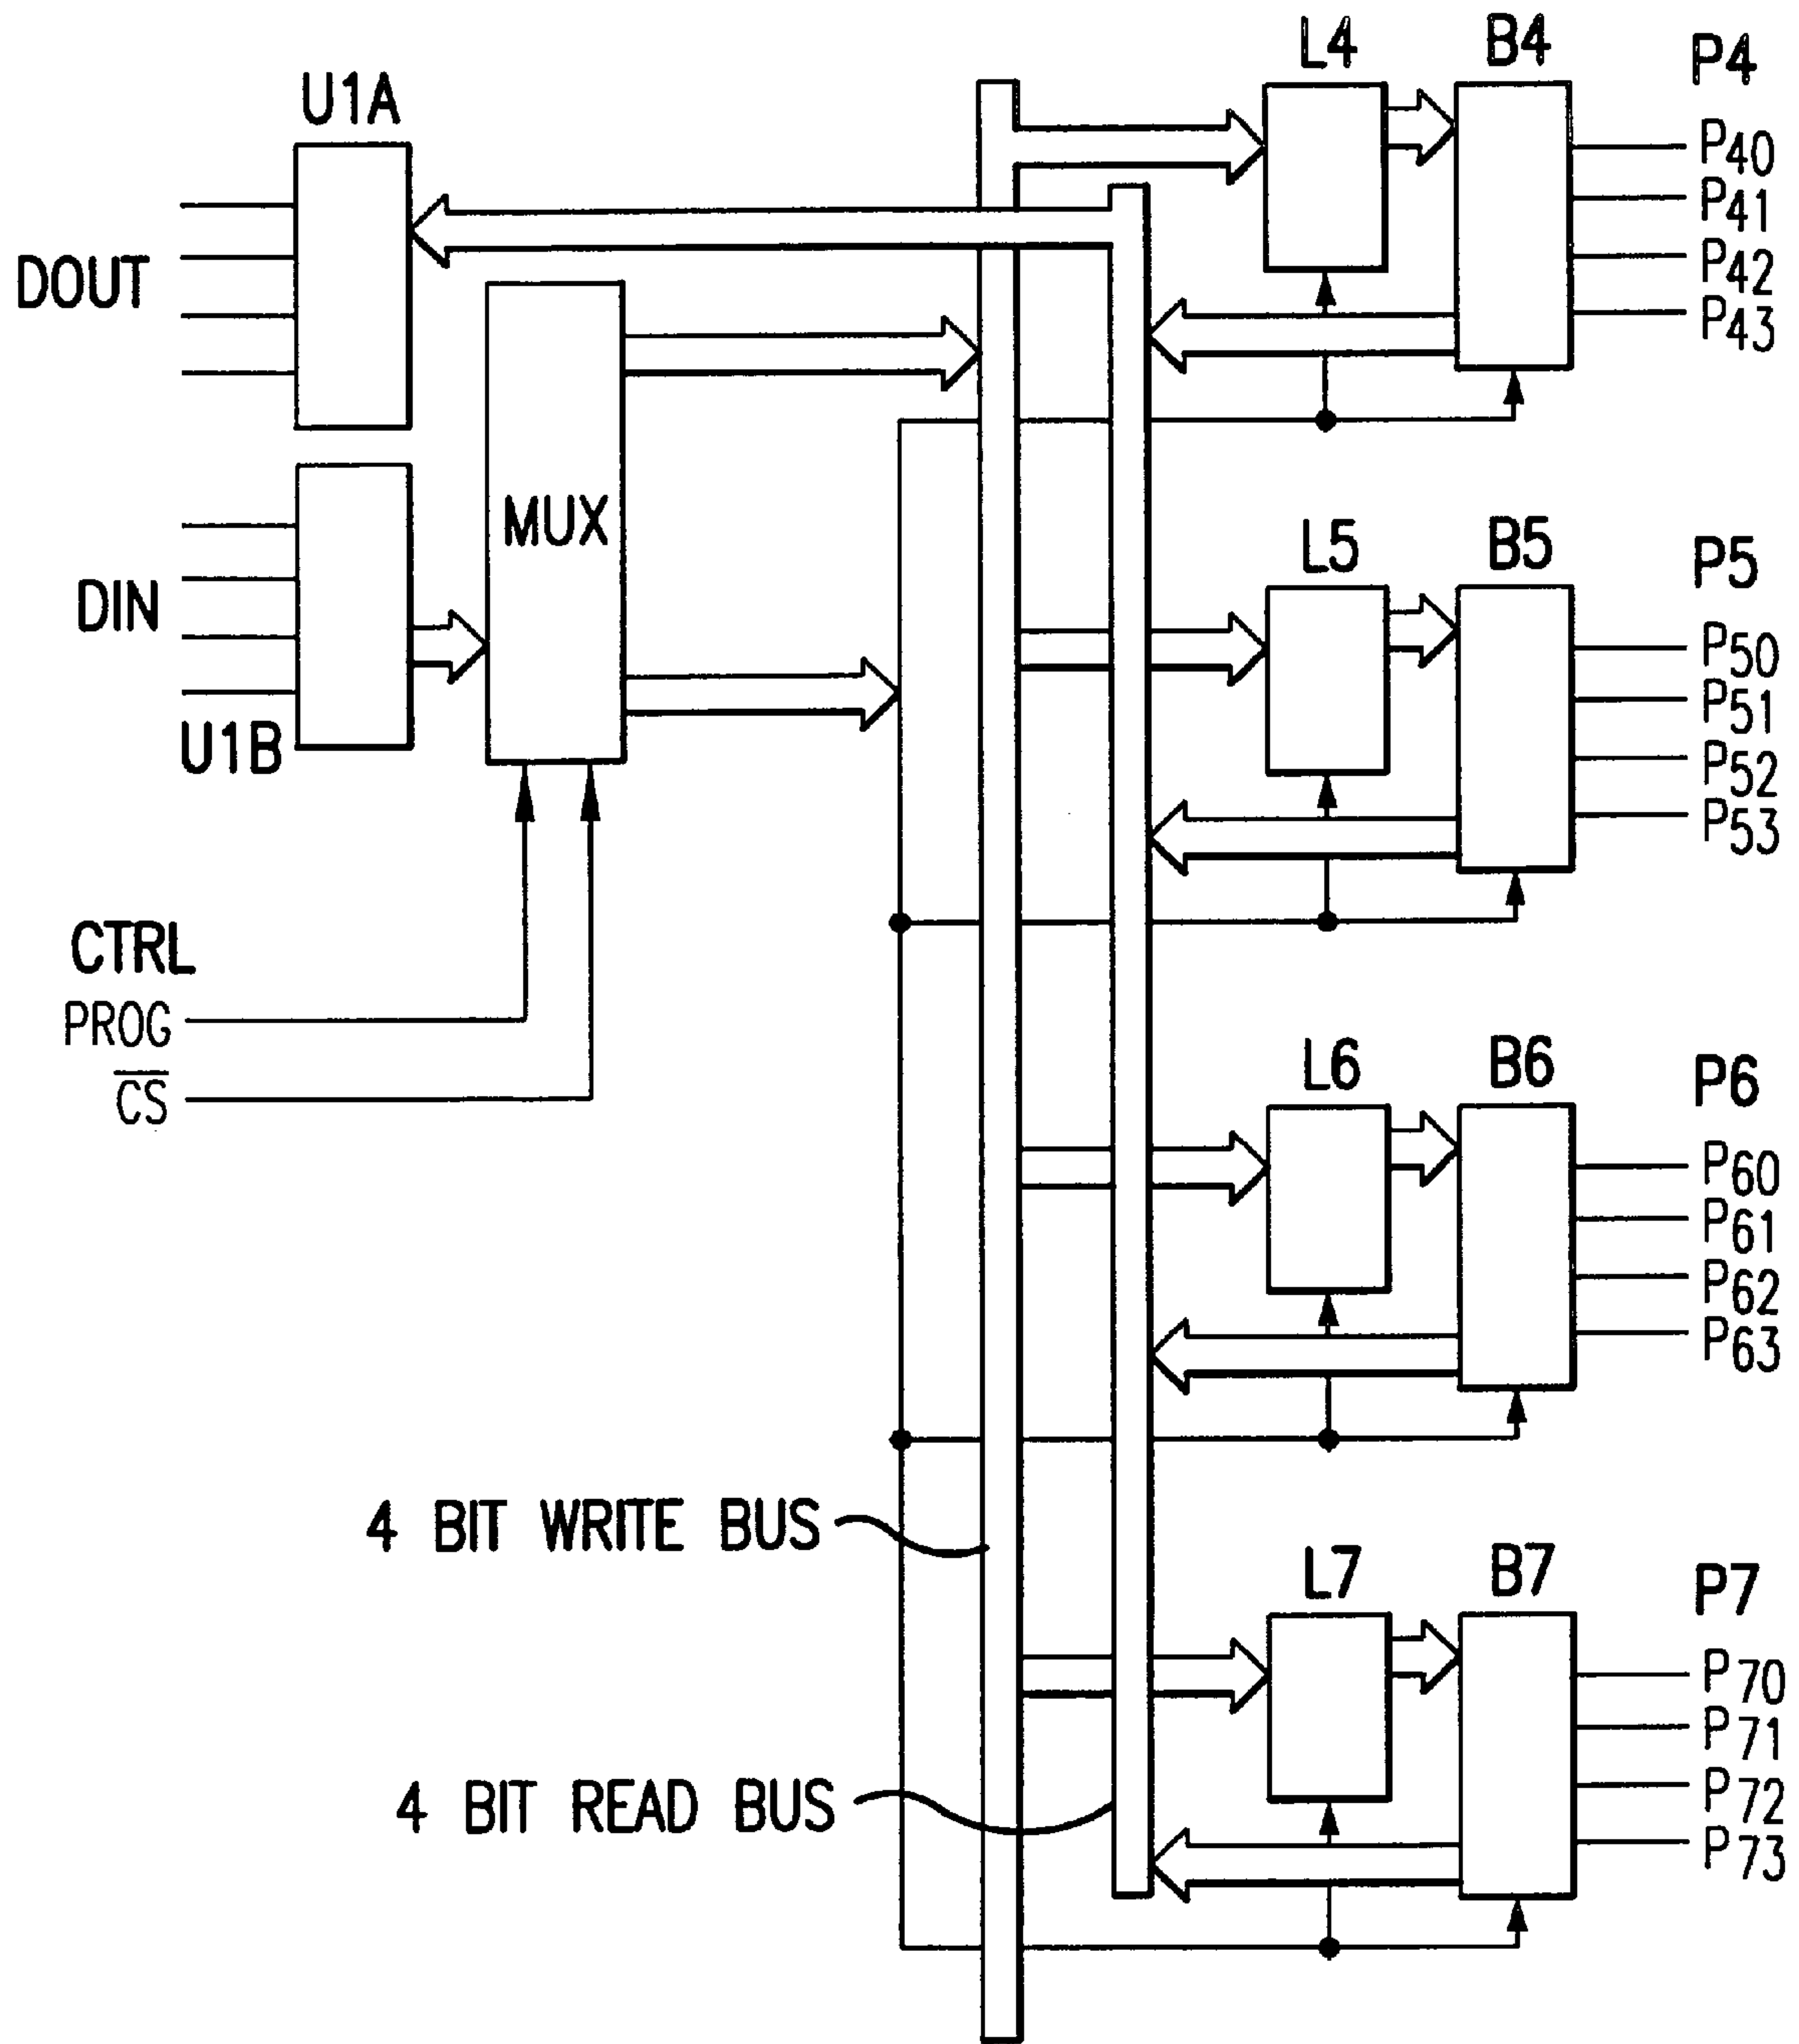 U1A
DOUT
DIN
U1B
MUX
CTRL
PROG
C̅S̅
4 BIT WRITE BUS
4 BIT READ BUS
L4
B4
P4
P40
P41
P42
P43
L5
B5
P5
P50
P51
P52
P53
L6
B6
P6
P60
P61
P62
P63
L7
B7
P7
P70
P71
P72
P73